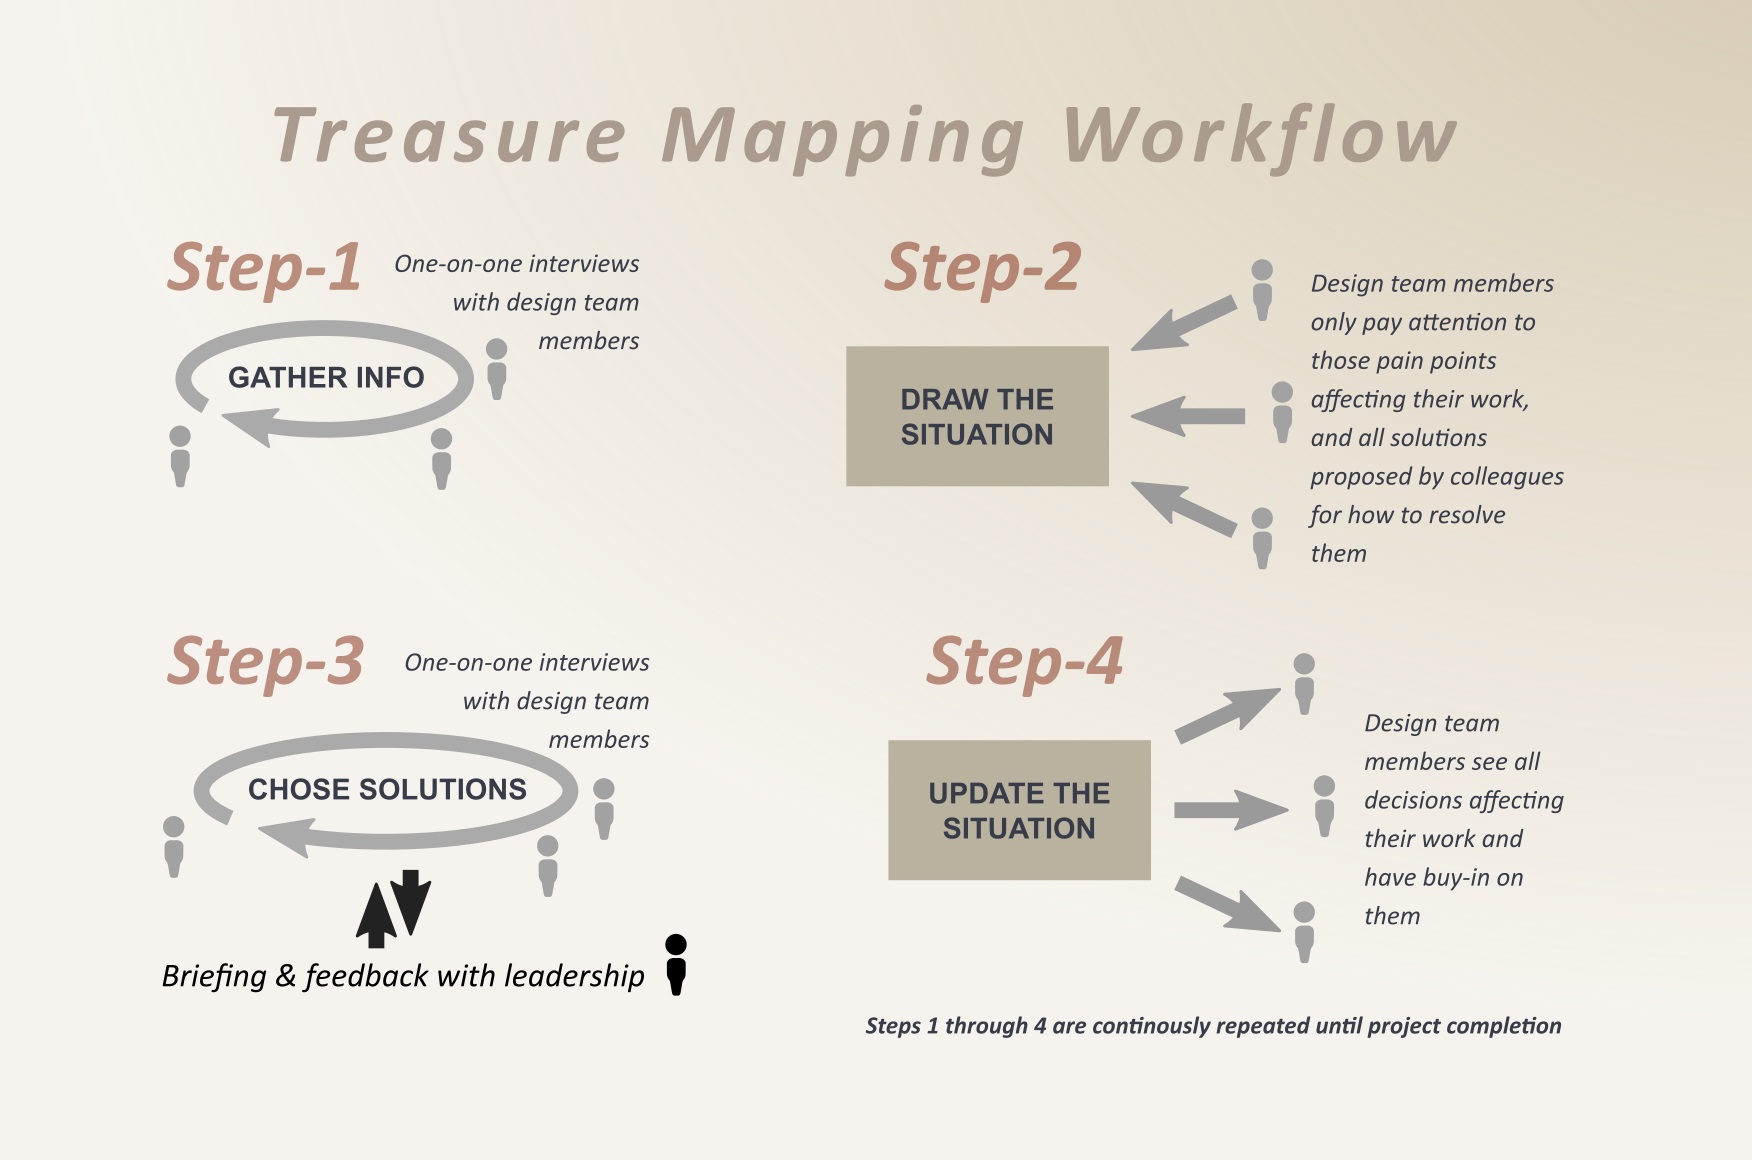 Treasure Mapping Workflow
Step-1
One-on-one interviews
with design team
members
GATHER INFO
Step-2
DRAW THE
SITUATION
Design team members
only pay attention to
those pain points
affecting their work,
and all solutions
proposed by colleagues
for how to resolve
them
Step-3
One-on-one interviews
with design team
members
CHOSE SOLUTIONS
Briefing & feedback with leadership
Step-4
UPDATE THE
SITUATION
Design team
members see all
decisions affecting
their work and
have buy-in on
them
Steps 1 through 4 are continously repeated until project completion